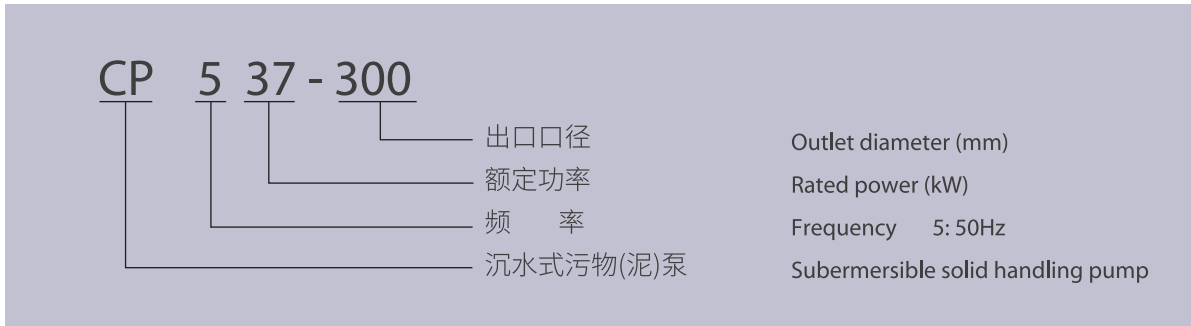 CP 5 37 - 300
出口口径 Outlet diameter (mm)
额定功率 Rated power (kW)
频 率 Frequency 5: 50Hz
沉水式污物(泥)泵 Subermersible solid handling pump